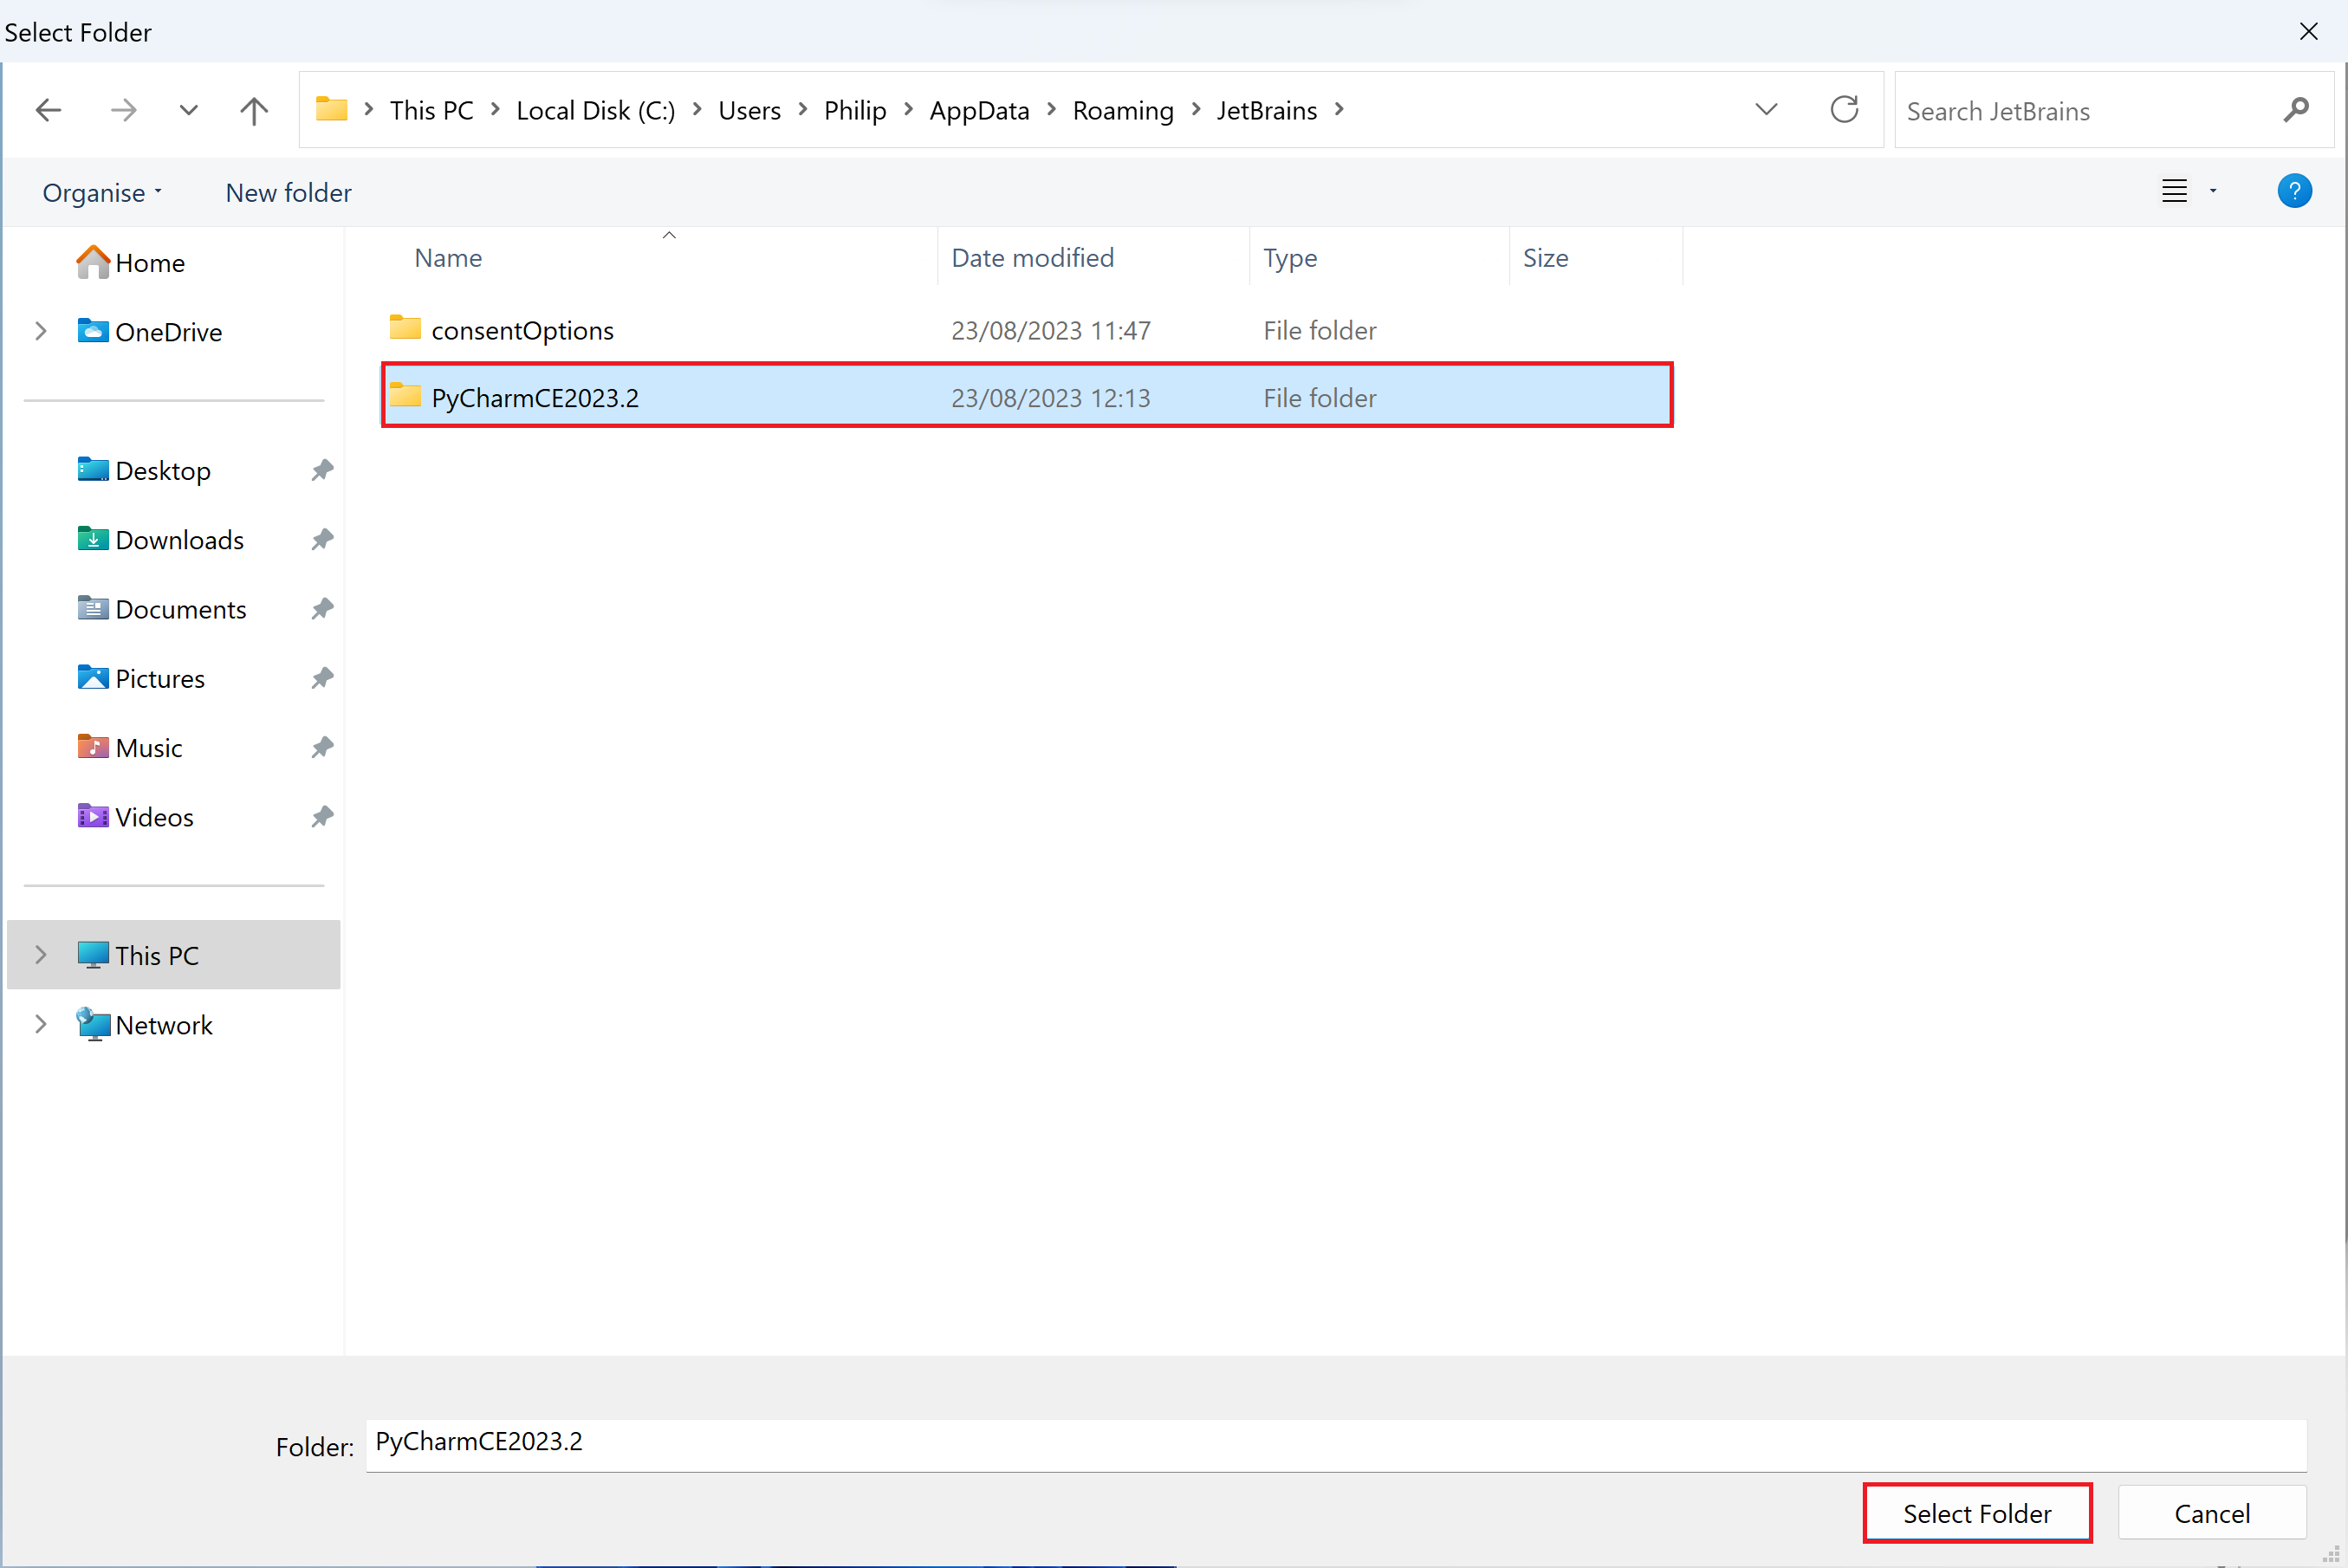 Select Folder
This PC Local Disk (C:) Users Philip AppData Roaming JetBrains
Search JetBrains
Organise New folder
?
Name Date modified Type Size
consentOptions 23/08/2023 11:47 File folder
PyCharmCE2023.2 23/08/2023 12:13 File folder
Home
OneDrive
Desktop
Downloads
Documents
Pictures
Music
Videos
This PC
Network
Folder: PyCharmCE2023.2
Select Folder Cancel